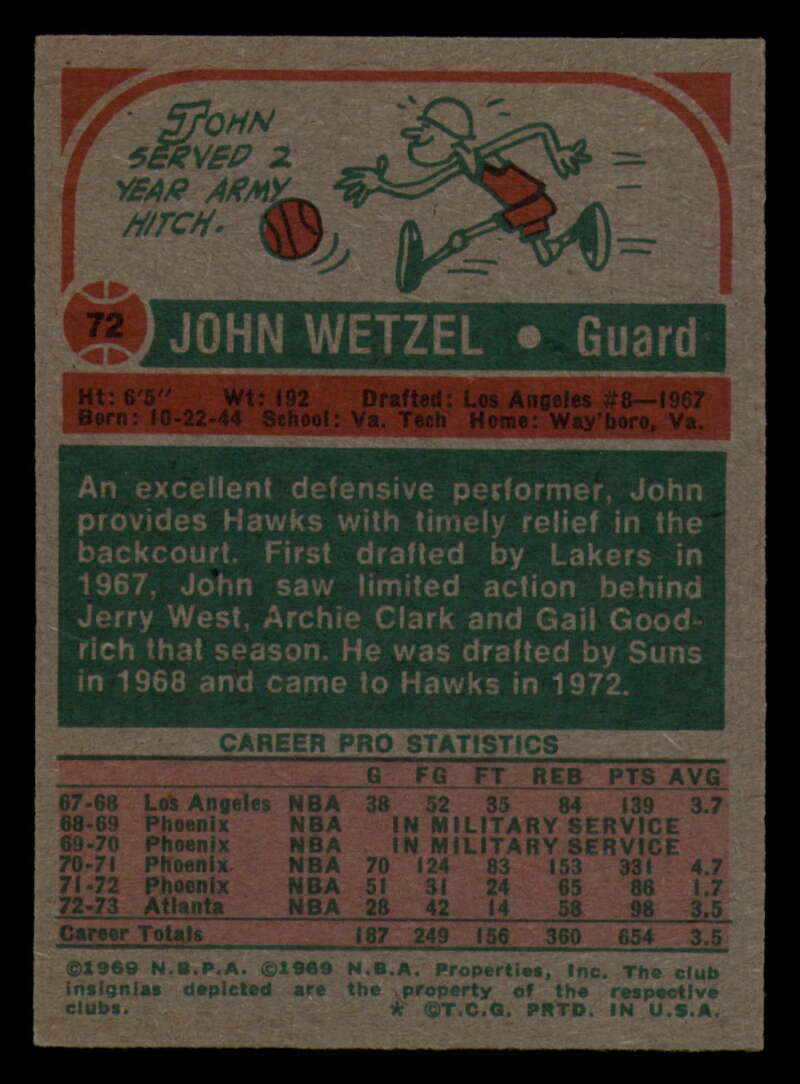 JOHN
SERVED 2
YEAR ARMY
HITCH.
72 JOHN WETZEL • Guard
Ht: 6'5" Wt: 192 Drafted: Los Angeles #8—1967
Born: 10-22-44 School: Va. Tech Home: Way'boro, Va.
An excellent defensive performer, John
provides Hawks with timely relief in the
backcourt. First drafted by Lakers in
1967, John saw limited action behind
Jerry West, Archie Clark and Gail Good-
rich that season. He was drafted by Suns
in 1968 and came to Hawks in 1972.
CAREER PRO STATISTICS
G FG FT REB PTS AVG
67-68 Los Angeles NBA 38 52 35 84 139 3.7
68-69 Phoenix NBA IN MILITARY SERVICE
69-70 Phoenix NBA IN MILITARY SERVICE
70-71 Phoenix NBA 70 124 83 153 331 4.7
71-72 Phoenix NBA 51 31 24 65 86 1.7
72-73 Atlanta NBA 28 42 14 58 98 3.5
Career Totals 187 249 156 360 654 3.5
©1969 N.B.P.A. ©1969 N.B.A. Properties, Inc. The club
insignias depicted are the property of the respective
clubs. * ©T.C.G. PRTD. IN U.S.A.